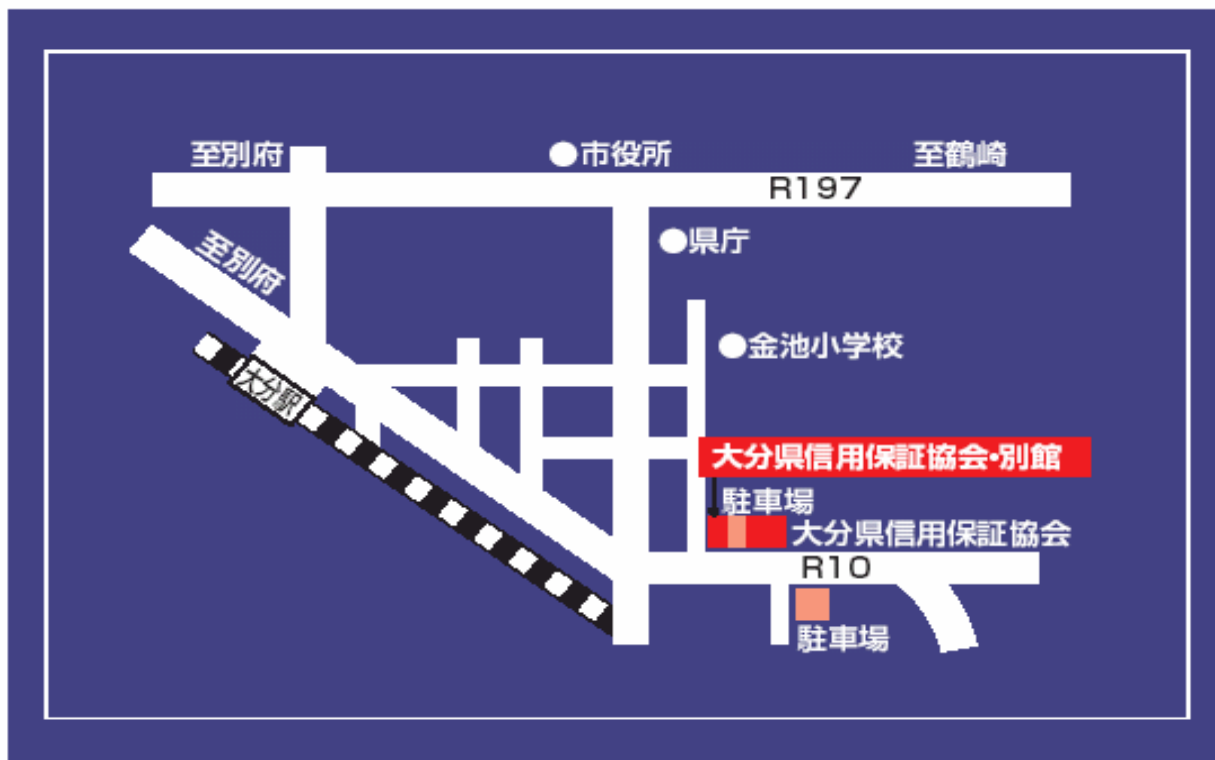 至別府
●市役所
至鶴崎
R197
●県庁
至別府
●金池小学校
大分駅
大分県信用保証協会・別館
駐車場
大分県信用保証協会
R10
駐車場